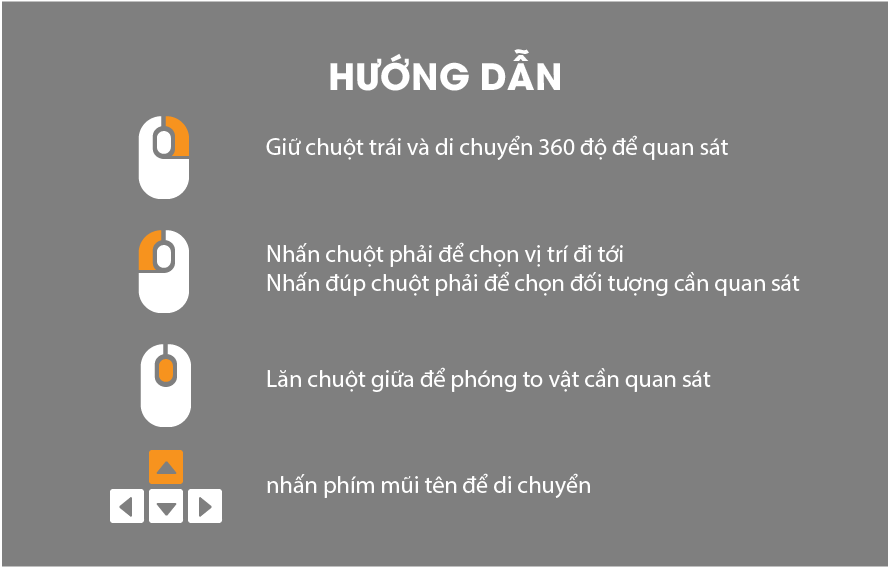 HƯỚNG DẪN
Giữ chuột trái và di chuyển 360 độ để quan sát
Nhấn chuột phải để chọn vị trí đi tới
Nhấn đúp chuột phải để chọn đối tượng cần quan sát
Lăn chuột giữa để phóng to vật cần quan sát
nhấn phím mũi tên để di chuyển